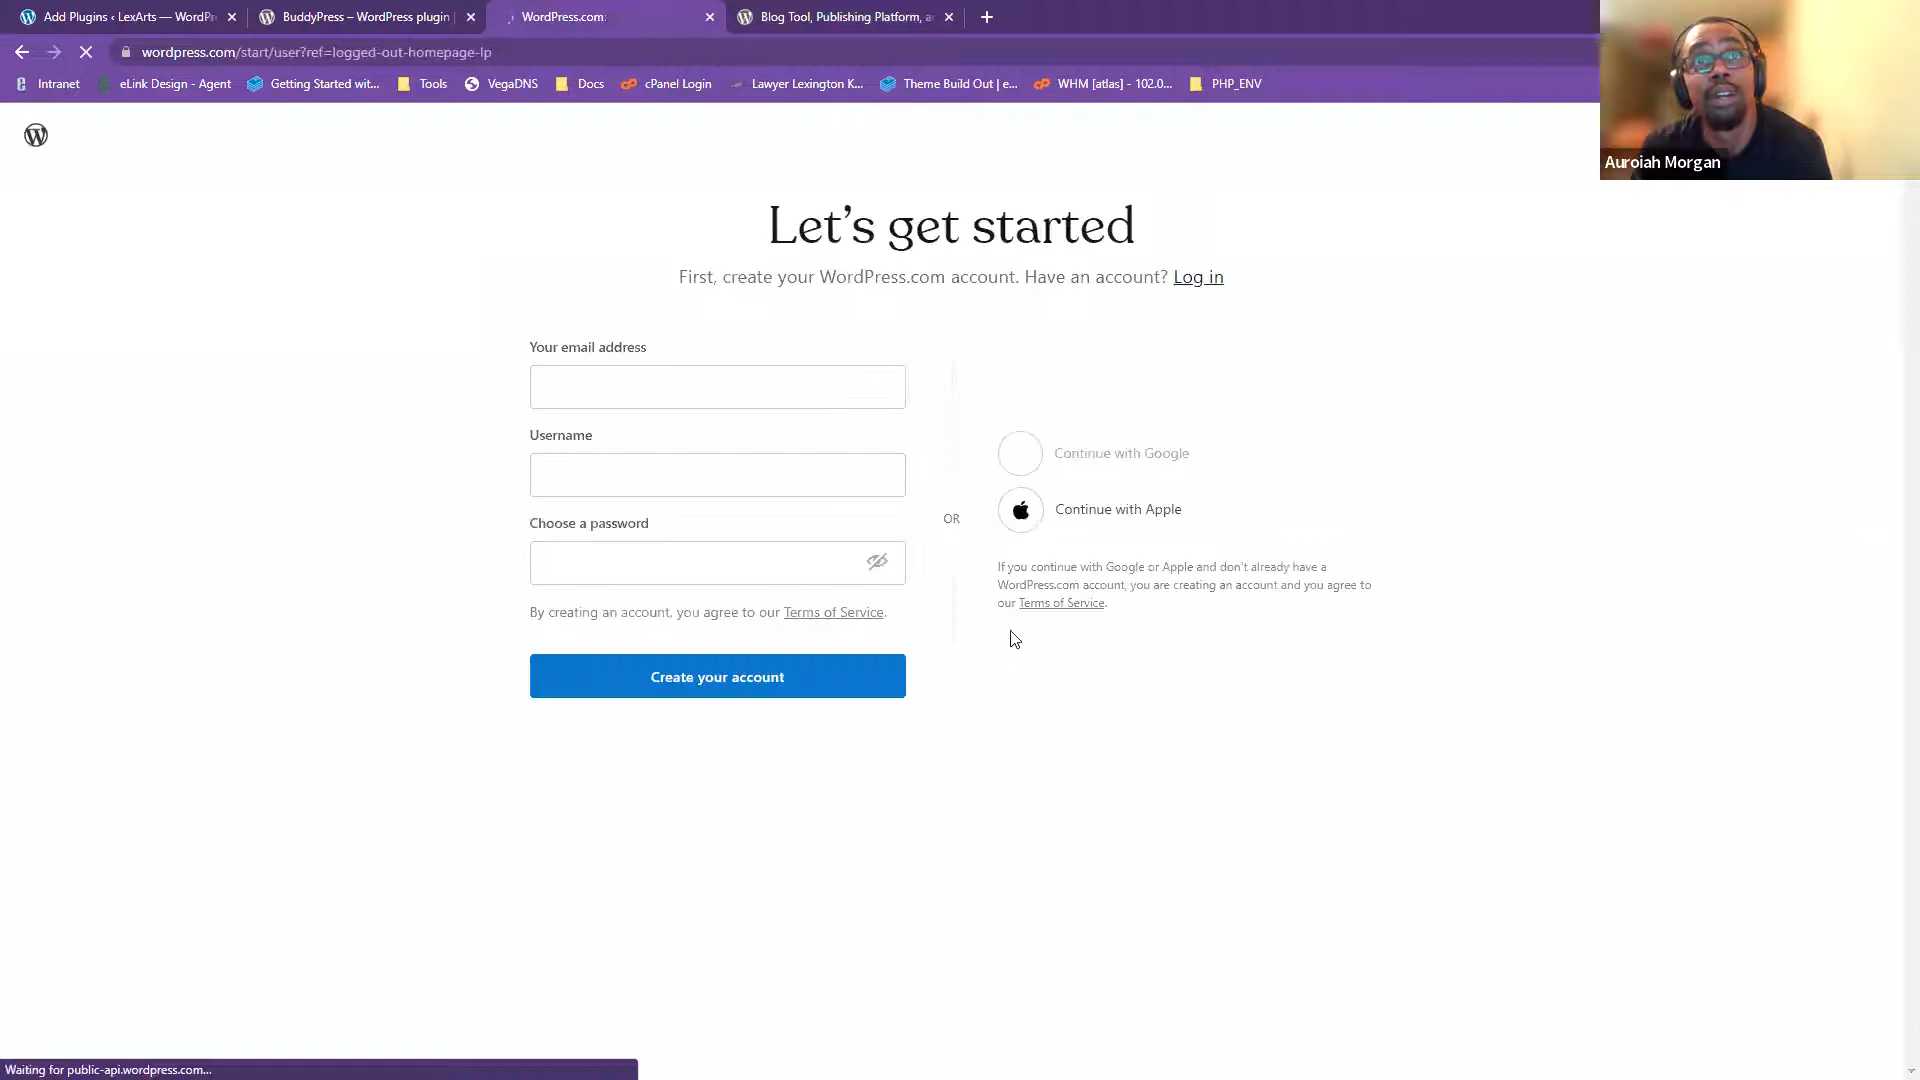 Add Plugins ‹ LexArts — WordPr
BuddyPress – WordPress plugin
WordPress.com
Blog Tool, Publishing Platform, a
wordpress.com/start/user?ref=logged-out-homepage-lp
Intranet
eLink Design - Agent
Getting Started wit...
Tools
VegaDNS
Docs
cPanel Login
Lawyer Lexington K...
Theme Build Out | e...
WHM [atlas] - 102.0...
PHP_ENV
Auroiah Morgan
Let's get started
First, create your WordPress.com account. Have an account? Log in
Your email address
Username
Choose a password
By creating an account, you agree to our Terms of Service.
Create your account
OR
Continue with Google
Continue with Apple
If you continue with Google or Apple and don't already have a
WordPress.com account, you are creating an account and you agree to
our Terms of Service.
Waiting for public-api.wordpress.com...